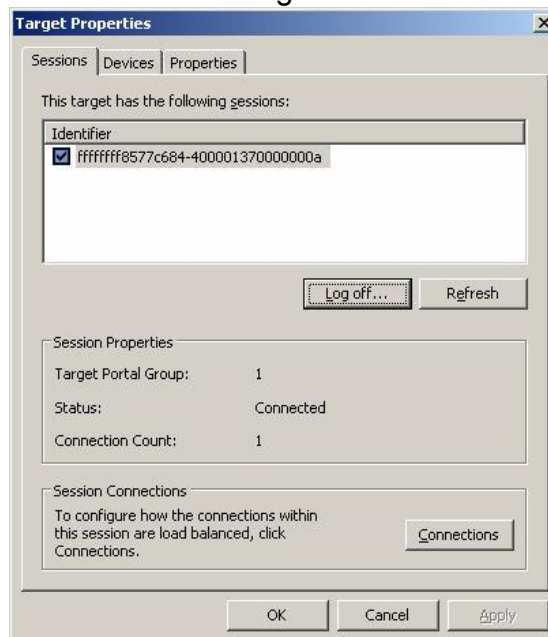 Target Properties
Sessions Devices Properties
This target has the following sessions:
Identifier
ffffffff8577c684-400001370000000a
Log off... Refresh
Session Properties
Target Portal Group: 1
Status: Connected
Connection Count: 1
Session Connections
To configure how the connections within
this session are load balanced, click
Connections.
Connections
OK Cancel Apply